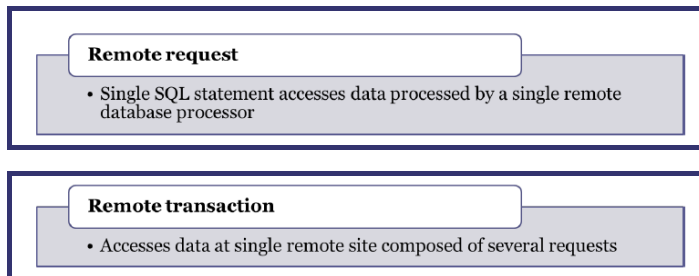 Remote request
• Single SQL statement accesses data processed by a single remote
database processor
Remote transaction
• Accesses data at single remote site composed of several requests